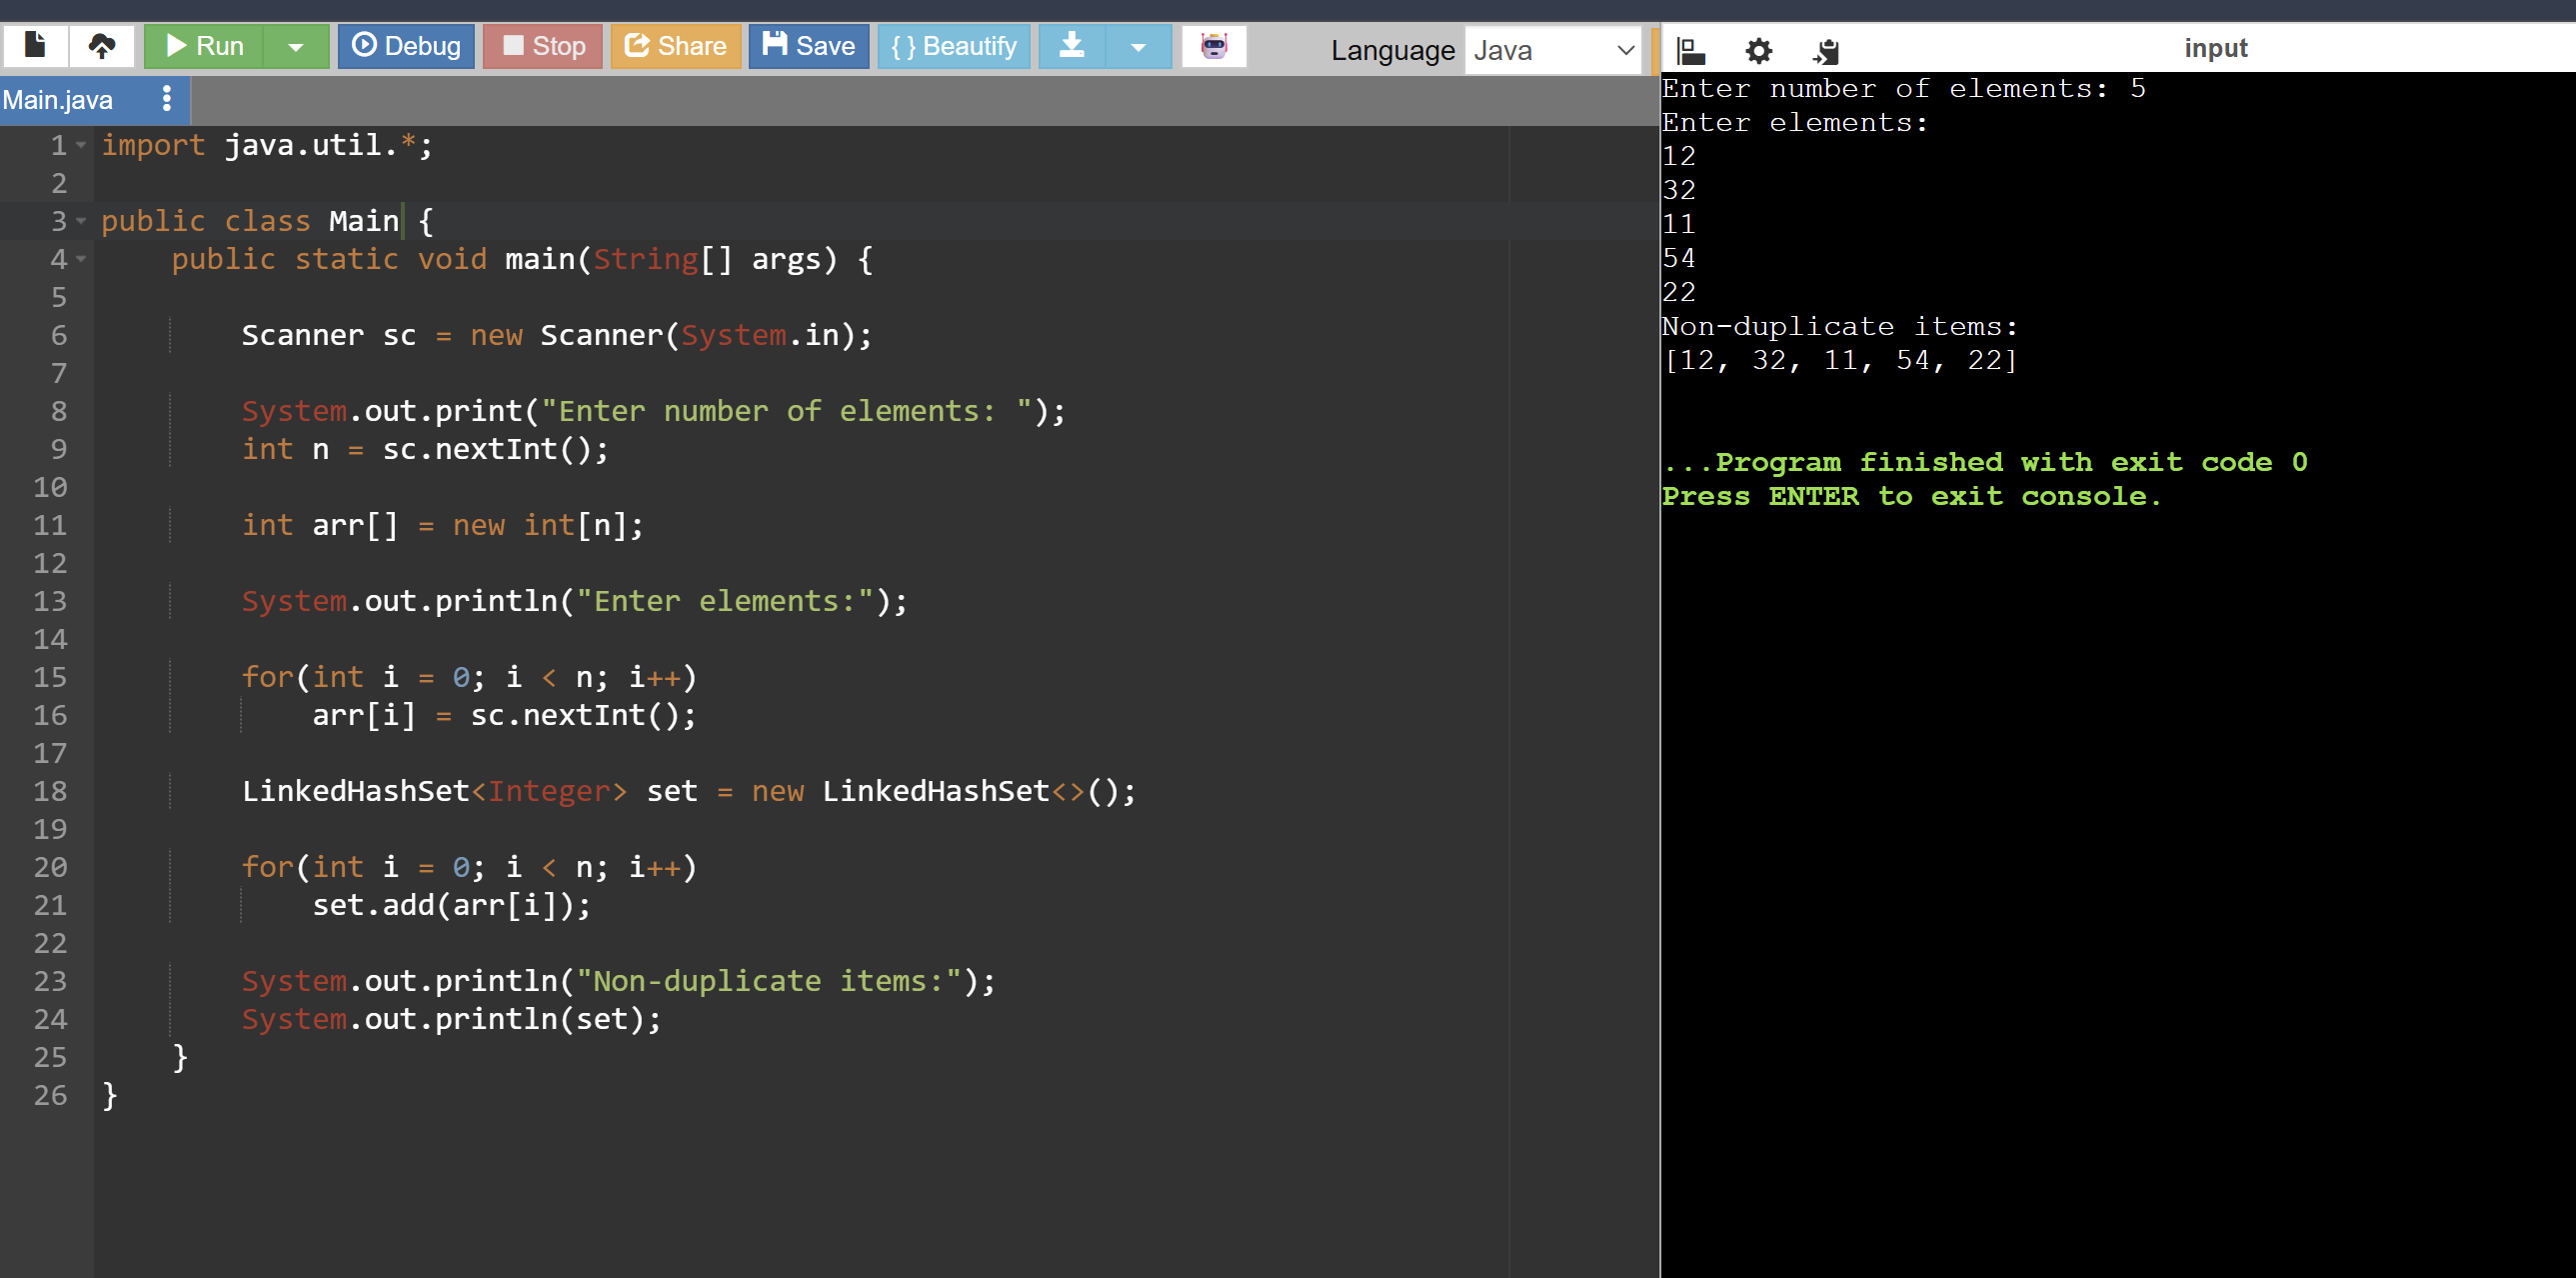 Run Debug Stop Share Save { } Beautify Language Java
Main.java
1 import java.util.*;
2
3 public class Main {
4     public static void main(String[] args) {
5
6         Scanner sc = new Scanner(System.in);
7
8         System.out.print("Enter number of elements: ");
9         int n = sc.nextInt();
10
11         int arr[] = new int[n];
12
13         System.out.println("Enter elements:");
14
15         for(int i = 0; i < n; i++)
16             arr[i] = sc.nextInt();
17
18         LinkedHashSet<Integer> set = new LinkedHashSet<>();
19
20         for(int i = 0; i < n; i++)
21             set.add(arr[i]);
22
23         System.out.println("Non-duplicate items:");
24         System.out.println(set);
25     }
26 }
input
Enter number of elements: 5
Enter elements:
12
32
11
54
22
Non-duplicate items:
[12, 32, 11, 54, 22]
...Program finished with exit code 0
Press ENTER to exit console.